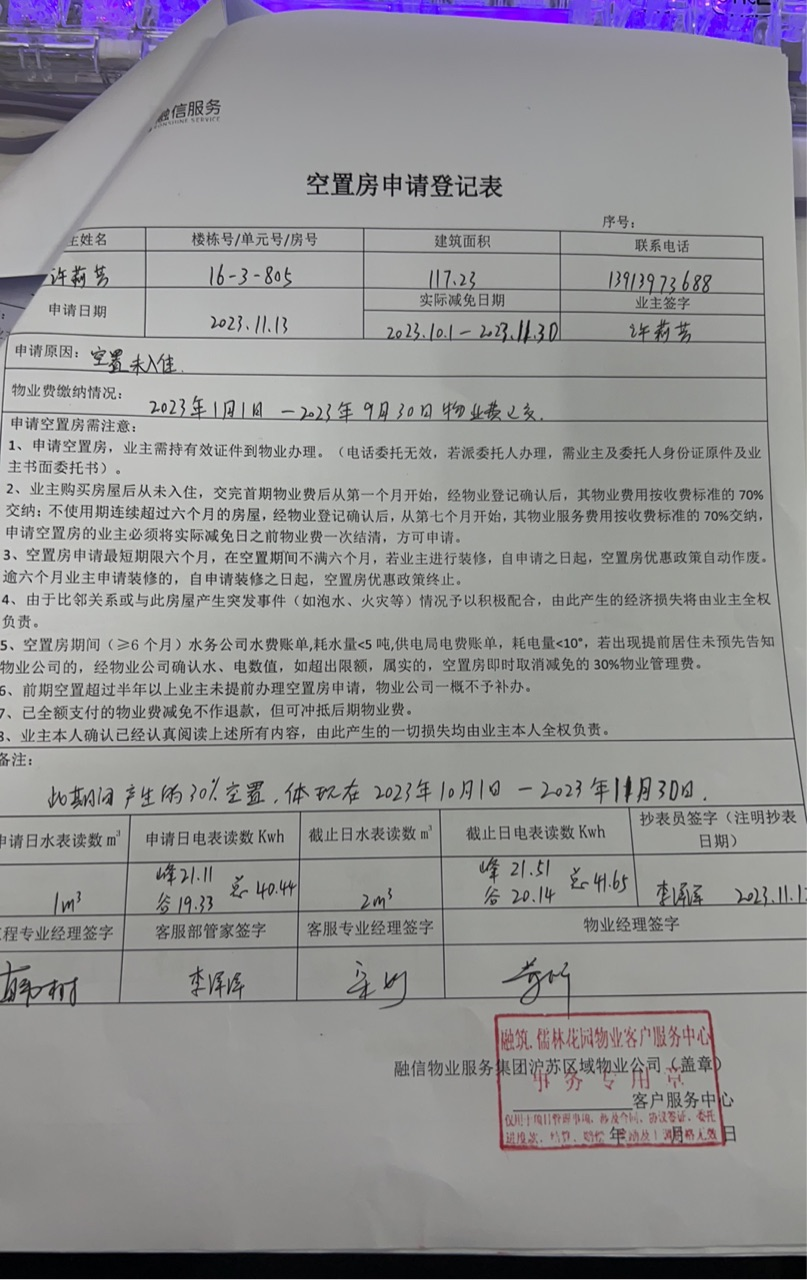 融信服务
RONSHINE SERVICE
空置房申请登记表
序号：
主姓名 楼栋号/单元号/房号 建筑面积 联系电话
许莉芸 16-3-805 117.23 13913973688
申请日期 2023.11.13 实际减免日期 业主签字
2023.10.1－2023.11.30 许莉芸
申请原因：空置未入住.
物业费缴纳情况： 2023年1月1日－2023年9月30日物业费已交.
申请空置房需注意：
1、申请空置房，业主需持有效证件到物业办理。（电话委托无效，若派委托人办理，需业主及委托人身份证原件及业
主书面委托书）。
2、业主购买房屋后从未入住，交完首期物业费后从第一个月开始，经物业登记确认后，其物业费用按收费标准的 70%
交纳；不使用期连续超过六个月的房屋，经物业登记确认后，从第七个月开始，其物业服务费用按收费标准的 70%交纳，
申请空置房的业主必须将实际减免日之前物业费一次结清，方可申请。
3、空置房申请最短期限六个月，在空置期间不满六个月，若业主进行装修，自申请之日起，空置房优惠政策自动作废。
逾六个月业主申请装修的，自申请装修之日起，空置房优惠政策终止。
4、由于比邻关系或与此房屋产生突发事件（如泡水、火灾等）情况予以积极配合，由此产生的经济损失将由业主全权
负责。
5、空置房期间（≥6 个月）水务公司水费账单,耗水量<5 吨,供电局电费账单，耗电量<10°，若出现提前居住未预先告知
物业公司的，经物业公司确认水、电数值，如超出限额，属实的，空置房即时取消减免的 30%物业管理费。
6、前期空置超过半年以上业主未提前办理空置房申请，物业公司一概不予补办。
7、已全额支付的物业费减免不作退款，但可冲抵后期物业费。
8、业主本人确认已经认真阅读上述所有内容，由此产生的一切损失均由业主本人全权负责。
备注：
此期间产生的30%空置，体现在2023年10月1日－2023年11月30日.
申请日水表读数 m³ 申请日电表读数 Kwh 截止日水表读数 m³ 截止日电表读数 Kwh 抄表员签字（注明抄表
日期）
1m³ 峰21.11 谷19.33 总40.44 2m³ 峰 21.51 谷 20.14 总41.65 李泽泽 2023.11.1
工程专业经理签字 客服部管家签字 客服专业经理签字 物业经理签字
李泽泽
融筑.儒林花园物业客户服务中心
融信物业服务集团沪苏区域物业公司（盖章）
事务专用章
客户服务中心
年 月 日